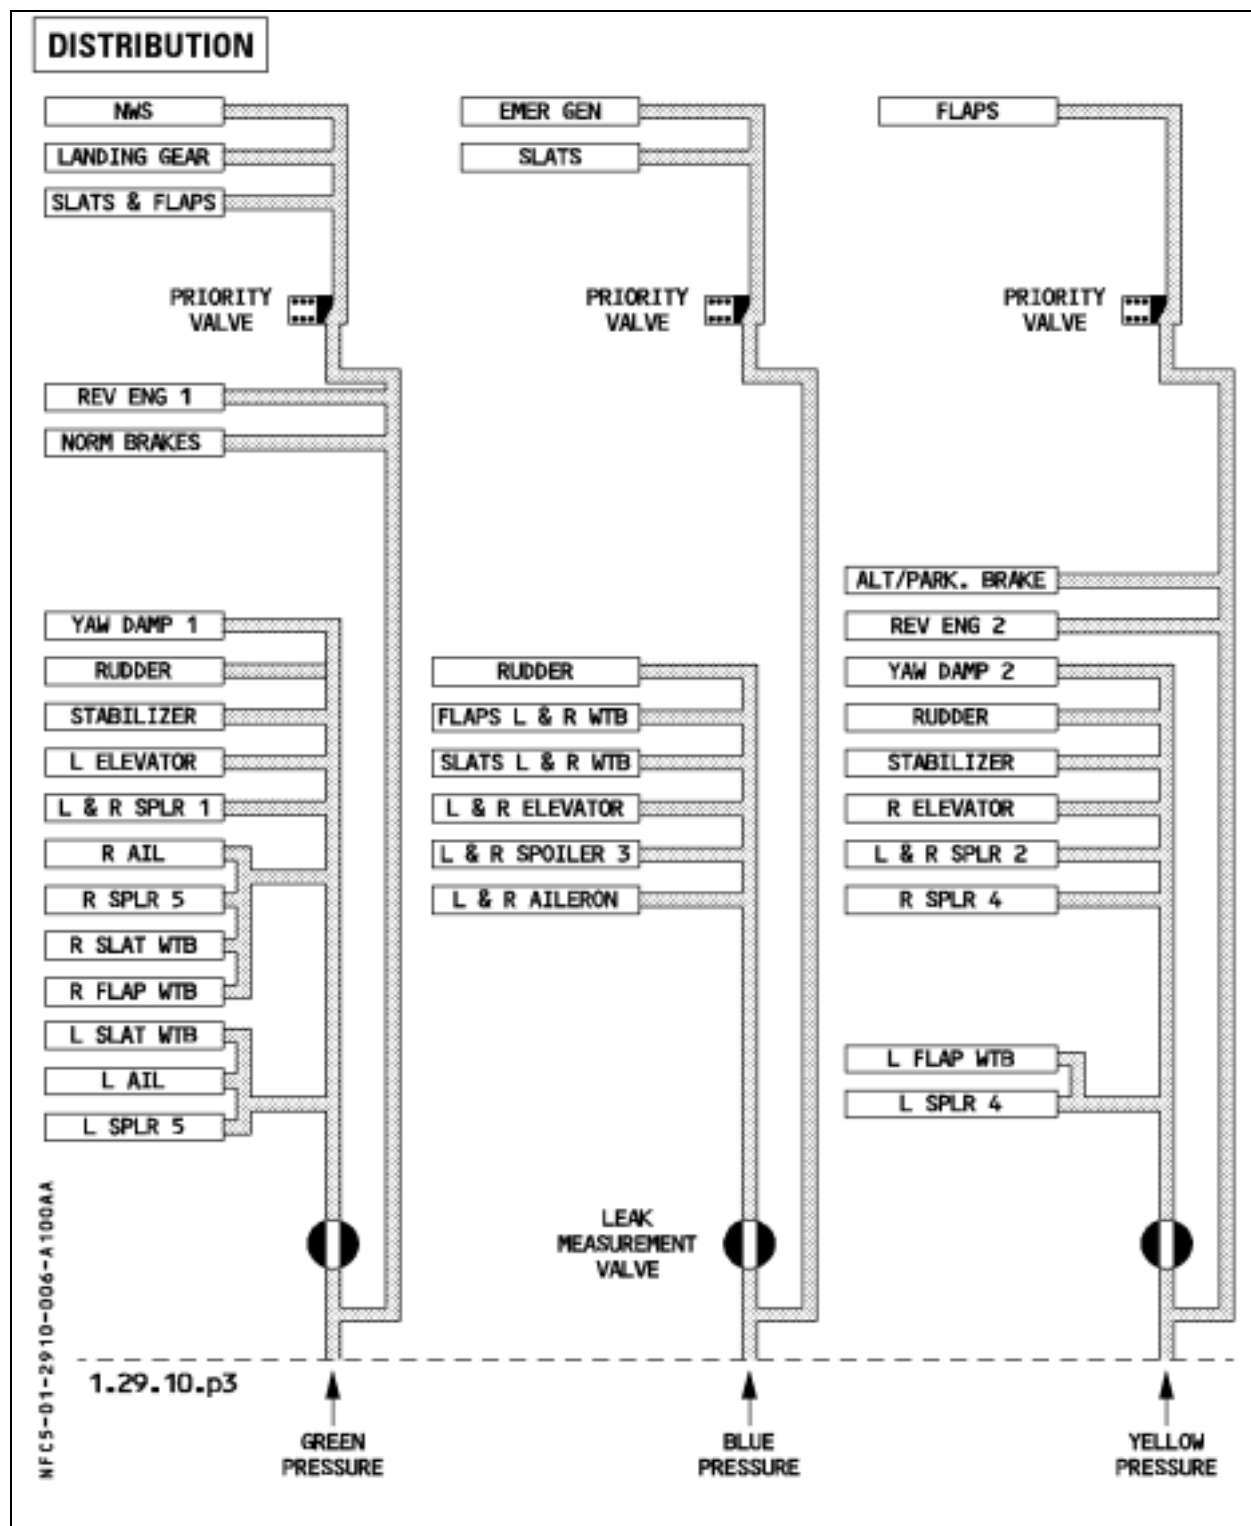 DISTRIBUTION
NWS
LANDING GEAR
SLATS & FLAPS
PRIORITY
VALVE
REV ENG 1
NORM BRAKES
YAW DAMP 1
RUDDER
STABILIZER
L ELEVATOR
L & R SPLR 1
R AIL
R SPLR 5
R SLAT WTB
R FLAP WTB
L SLAT WTB
L AIL
L SPLR 5
EMER GEN
SLATS
PRIORITY
VALVE
RUDDER
FLAPS L & R WTB
SLATS L & R WTB
L & R ELEVATOR
L & R SPOILER 3
L & R AILERON
LEAK
MEASUREMENT
VALVE
FLAPS
PRIORITY
VALVE
ALT/PARK. BRAKE
REV ENG 2
YAW DAMP 2
RUDDER
STABILIZER
R ELEVATOR
L & R SPLR 2
R SPLR 4
L FLAP WTB
L SPLR 4
NFC5-01-2910-006-A100AA
1.29.10.p3
GREEN
PRESSURE
BLUE
PRESSURE
YELLOW
PRESSURE